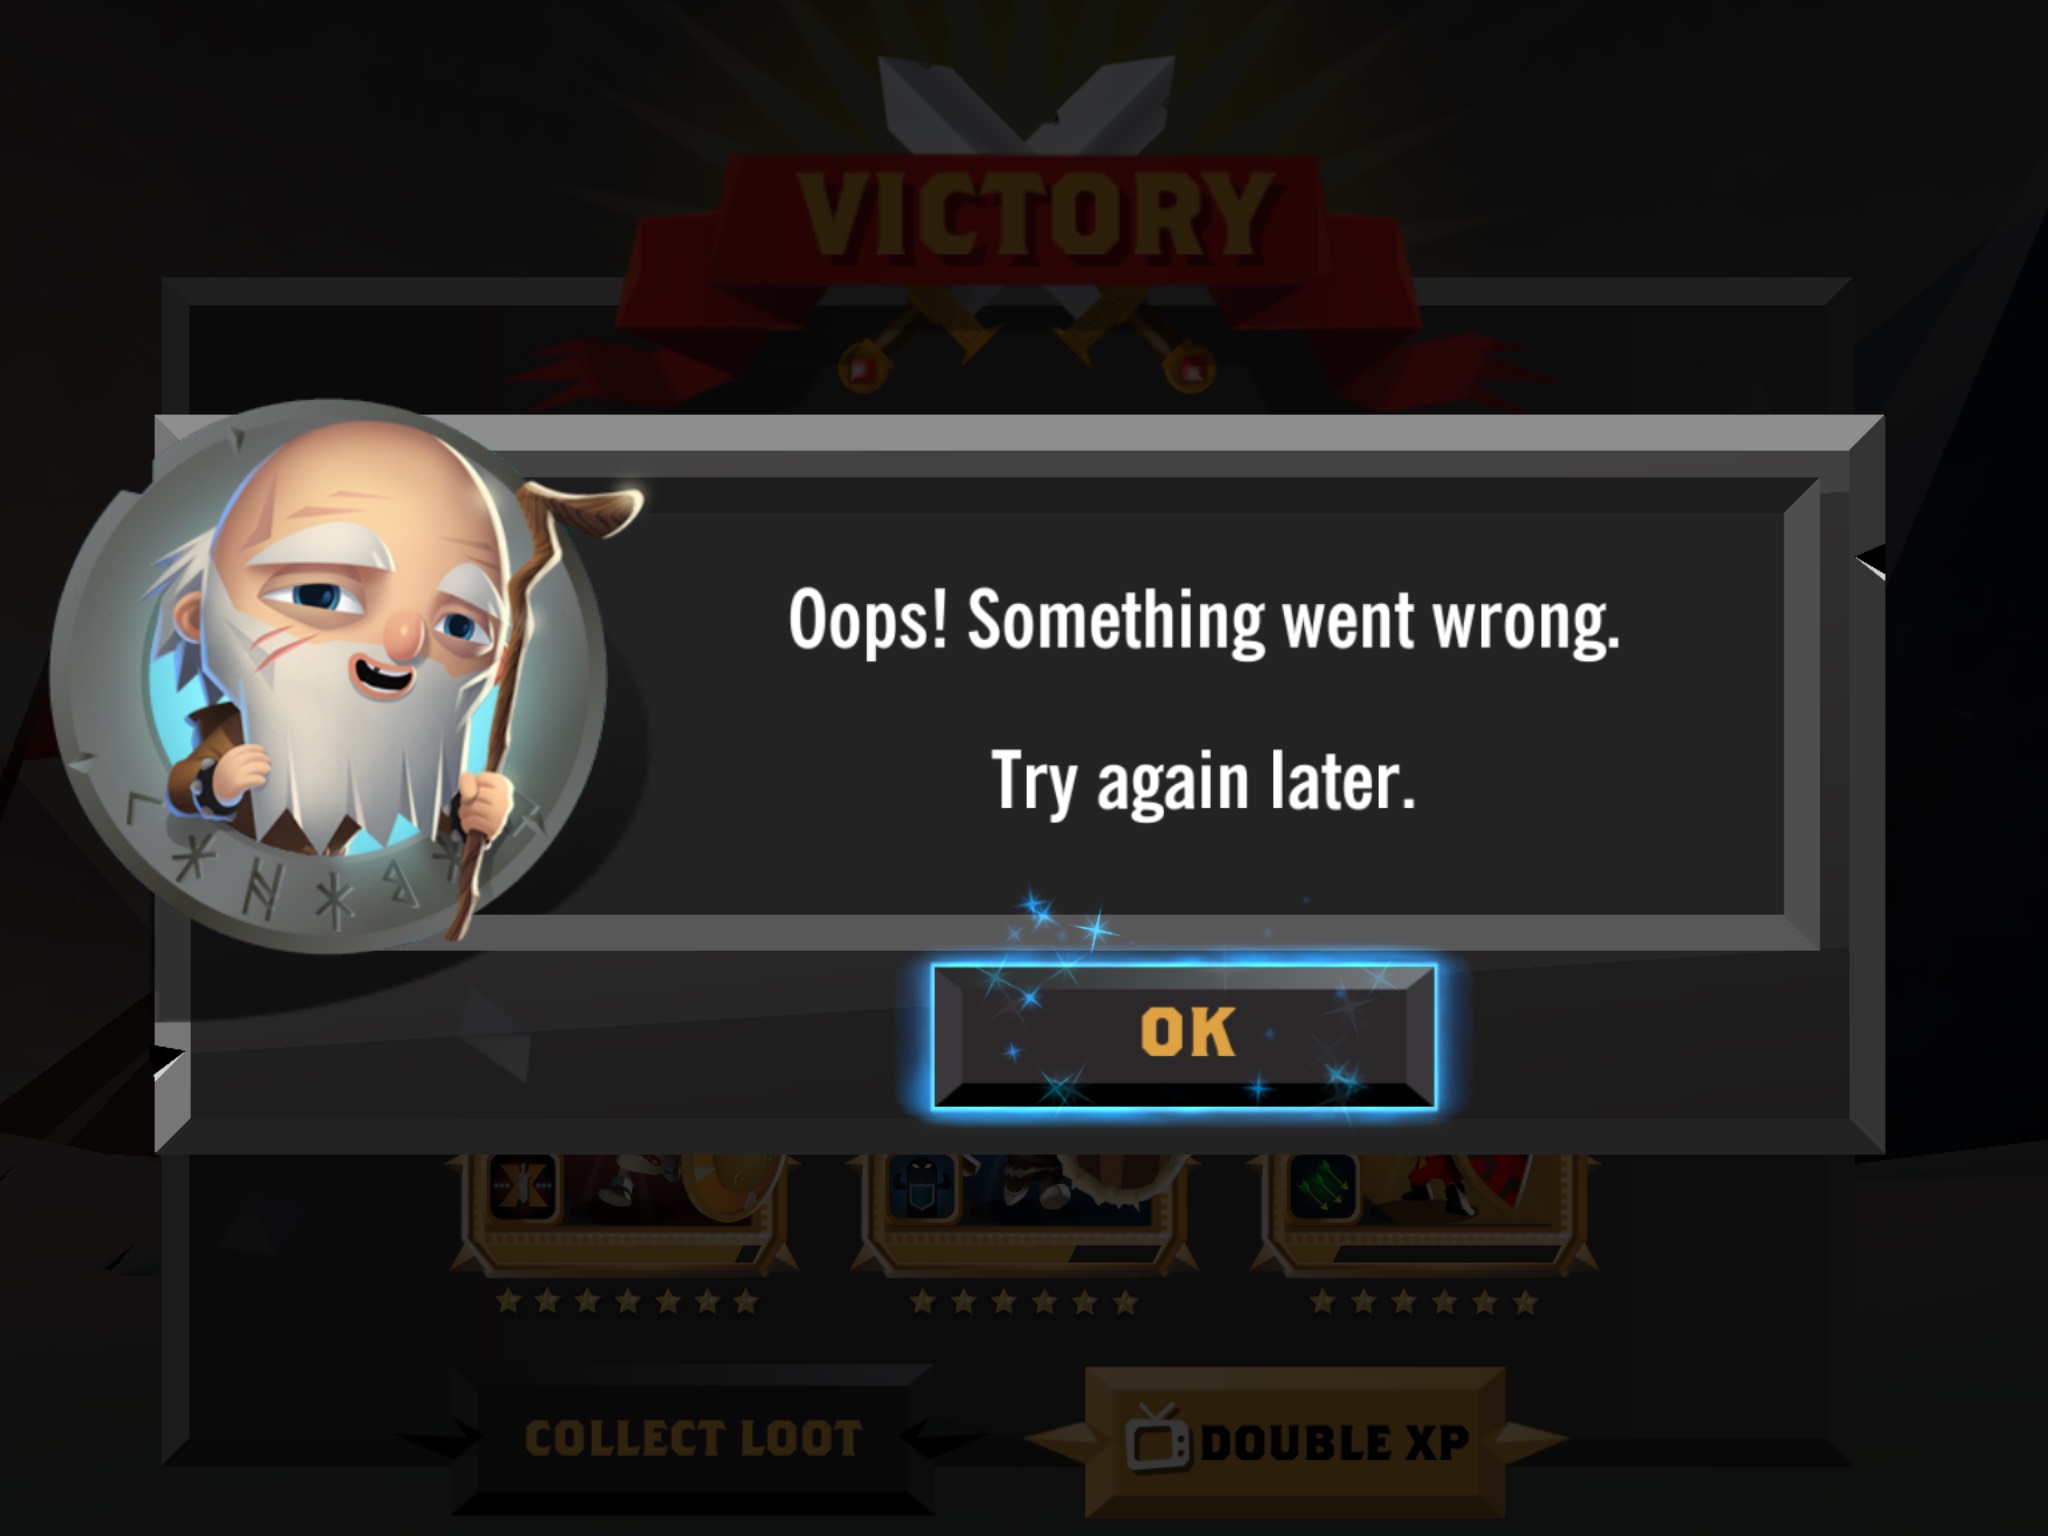 VICTORY
Oops! Something went wrong.
Try again later.
OK
COLLECT LOOT
DOUBLE XP